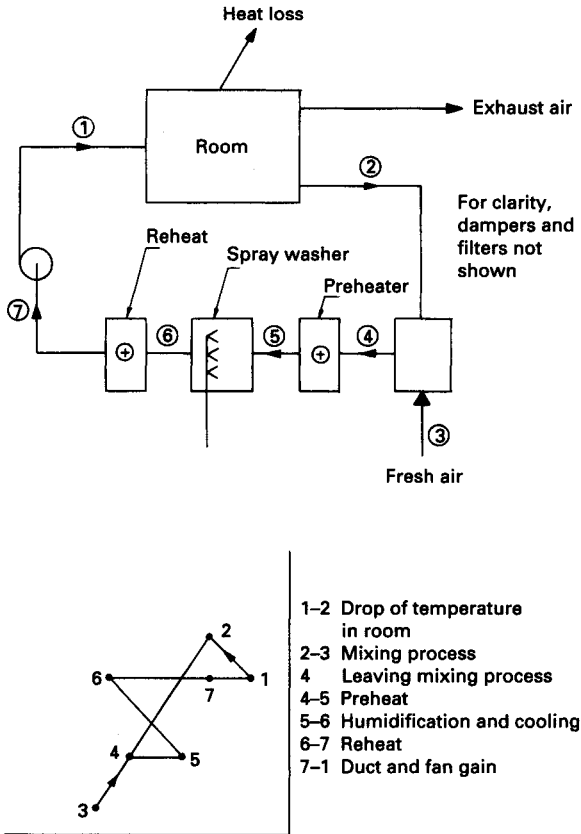 Heat loss
①
Room
Exhaust air
②
For clarity,
dampers and
filters not
shown
Reheat
Spray washer
Preheater
⑦
⑥
⑤
④
③
Fresh air
2
6
7
1
4
5
3
1–2 Drop of temperature
in room
2–3 Mixing process
4 Leaving mixing process
4–5 Preheat
5–6 Humidification and cooling
6–7 Reheat
7–1 Duct and fan gain